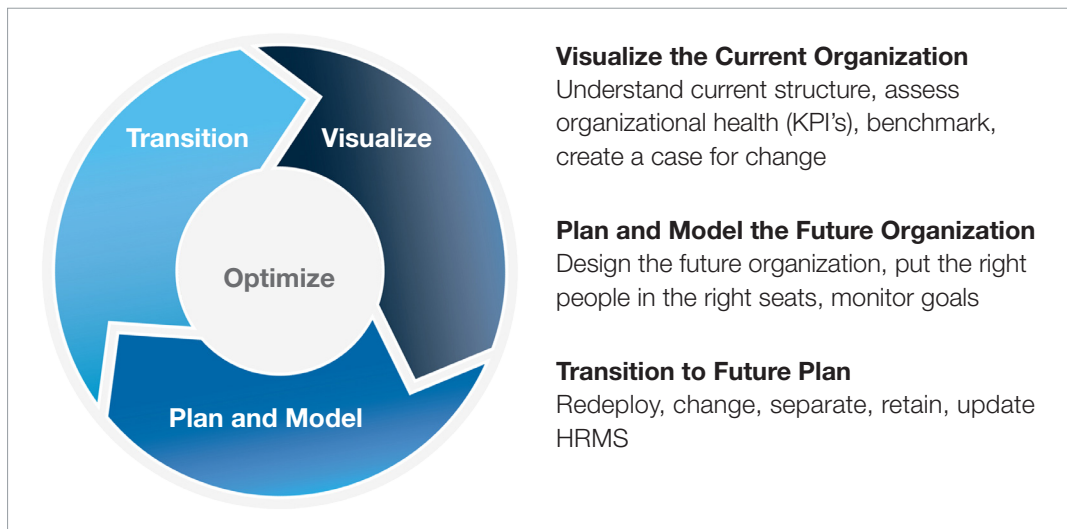 Transition
Visualize
Optimize
Plan and Model
Visualize the Current Organization
Understand current structure, assess
organizational health (KPI’s), benchmark,
create a case for change
Plan and Model the Future Organization
Design the future organization, put the right
people in the right seats, monitor goals
Transition to Future Plan
Redeploy, change, separate, retain, update
HRMS